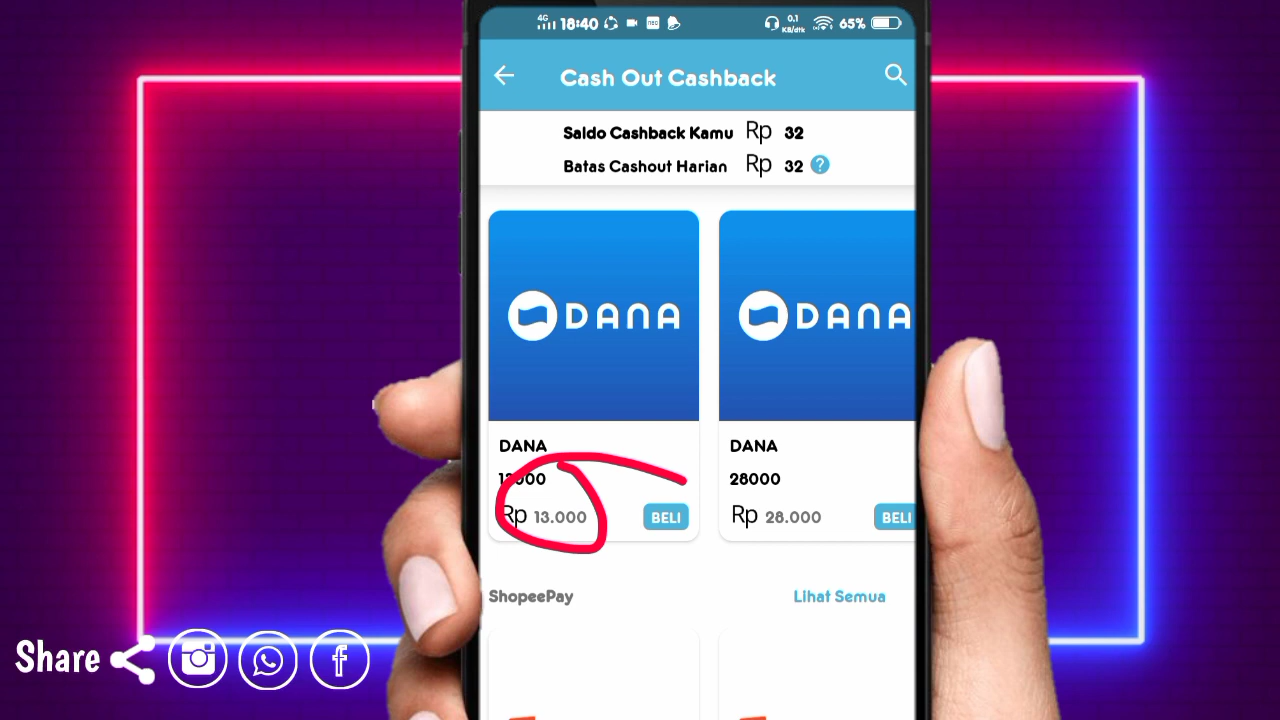 4G 18:40 0.1 KB/dtk 65%
Cash Out Cashback
Saldo Cashback Kamu Rp 32
Batas Cashout Harian Rp 32 ?
DANA DANA
DANA DANA
13000 28000
Rp 13.000 BELI Rp 28.000 BELI
ShopeePay Lihat Semua
Share